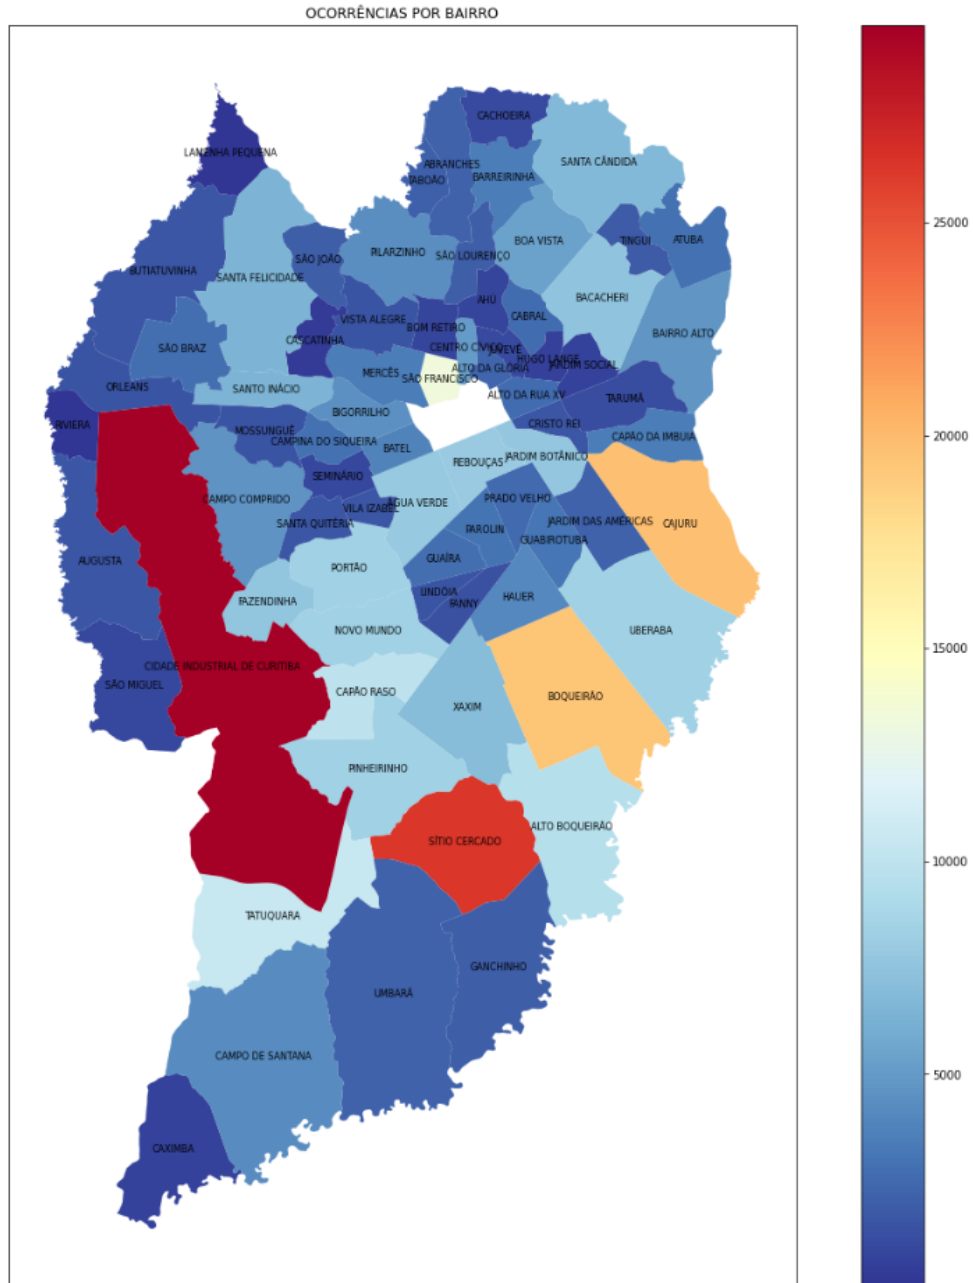 OCORRÊNCIAS POR BAIRRO
CACHOEIRA
LAMENHA PEQUENA
ABRANCHES
SANTA CÂNDIDA
TABOÃO
BARREIRINHA
25000
BUTIATUVINHA
SANTA FELICIDADE
SÃO JOÃO
PILARZINHO
SÃO LOURENÇO
BOA VISTA
TINGUI
ATUBA
AHÚ
BACACHERI
VISTA ALEGRE
BOM RETIRO
CABRAL
BAIRRO ALTO
SÃO BRAZ
CASCATINHA
CENTRO CÍVICO
JUVEVÊ
HUGO LANGE
JARDIM SOCIAL
MERCÊS
SÃO FRANCISCO
ALTO DA GLÓRIA
ORLEANS
SANTO INÁCIO
ALTO DA RUA XV
TARUMÃ
RIVIERA
BIGORRILHO
CRISTO REI
MOSSUNGUÊ
CAMPINA DO SIQUEIRA
BATEL
CAPÃO DA IMBUIA
20000
REBOUÇAS
JARDIM BOTÂNICO
SEMINÁRIO
CAMPO COMPRIDO
VILA IZABEL
ÁGUA VERDE
PRADO VELHO
SANTA QUITÉRIA
PAROLIN
JARDIM DAS AMÉRICAS
CAJURU
GUABIROTUBA
AUGUSTA
PORTÃO
GUAÍRA
FAZENDINHA
LINDÓIA
FANNY
HAUER
NOVO MUNDO
UBERABA
15000
CIDADE INDUSTRIAL DE CURITIBA
SÃO MIGUEL
CAPÃO RASO
XAXIM
BOQUEIRÃO
PINHEIRINHO
ALTO BOQUEIRÃO
SÍTIO CERCADO
10000
TATUQUARA
GANCHINHO
UMBARÁ
CAMPO DE SANTANA
5000
CAXIMBA